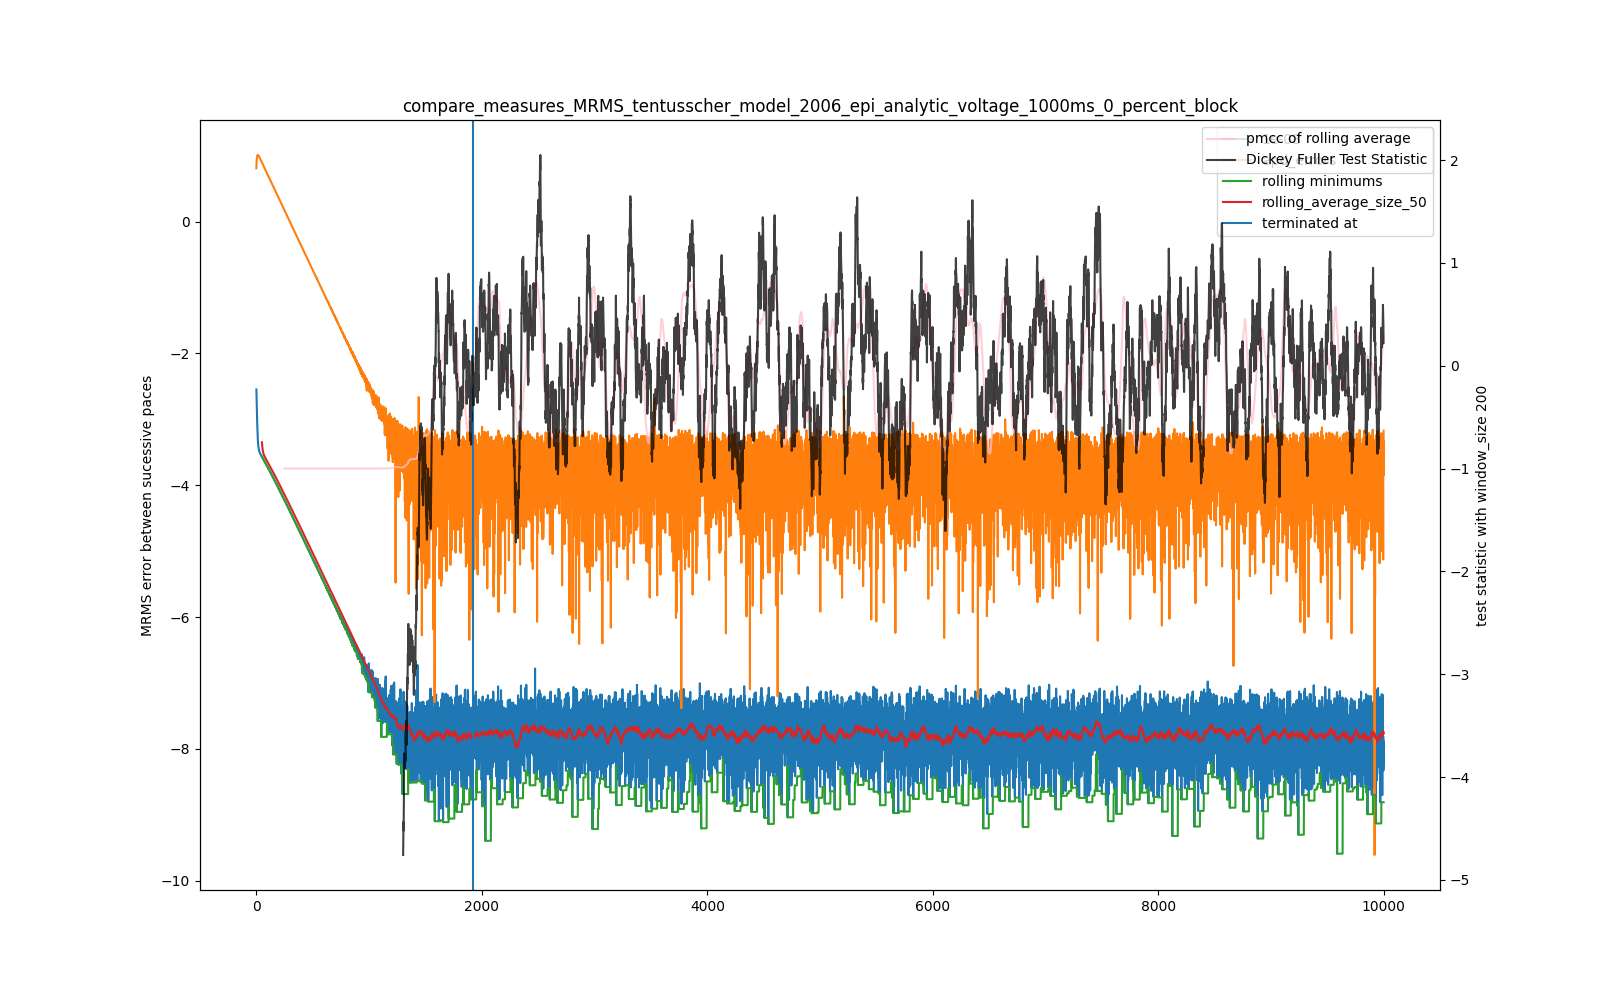 compare_measures_MRMS_tentusscher_model_2006_epi_analytic_voltage_1000ms_0_percent_block
pmcc of rolling average
Dickey Fuller Test Statistic
rolling minimums
rolling_average_size_50
terminated at
MRMS error between sucessive paces
0
−2
−4
−6
−8
−10
2
1
0
−1
−2
−3
−4
−5
test statistic with window_size 200
0
2000
4000
6000
8000
10000